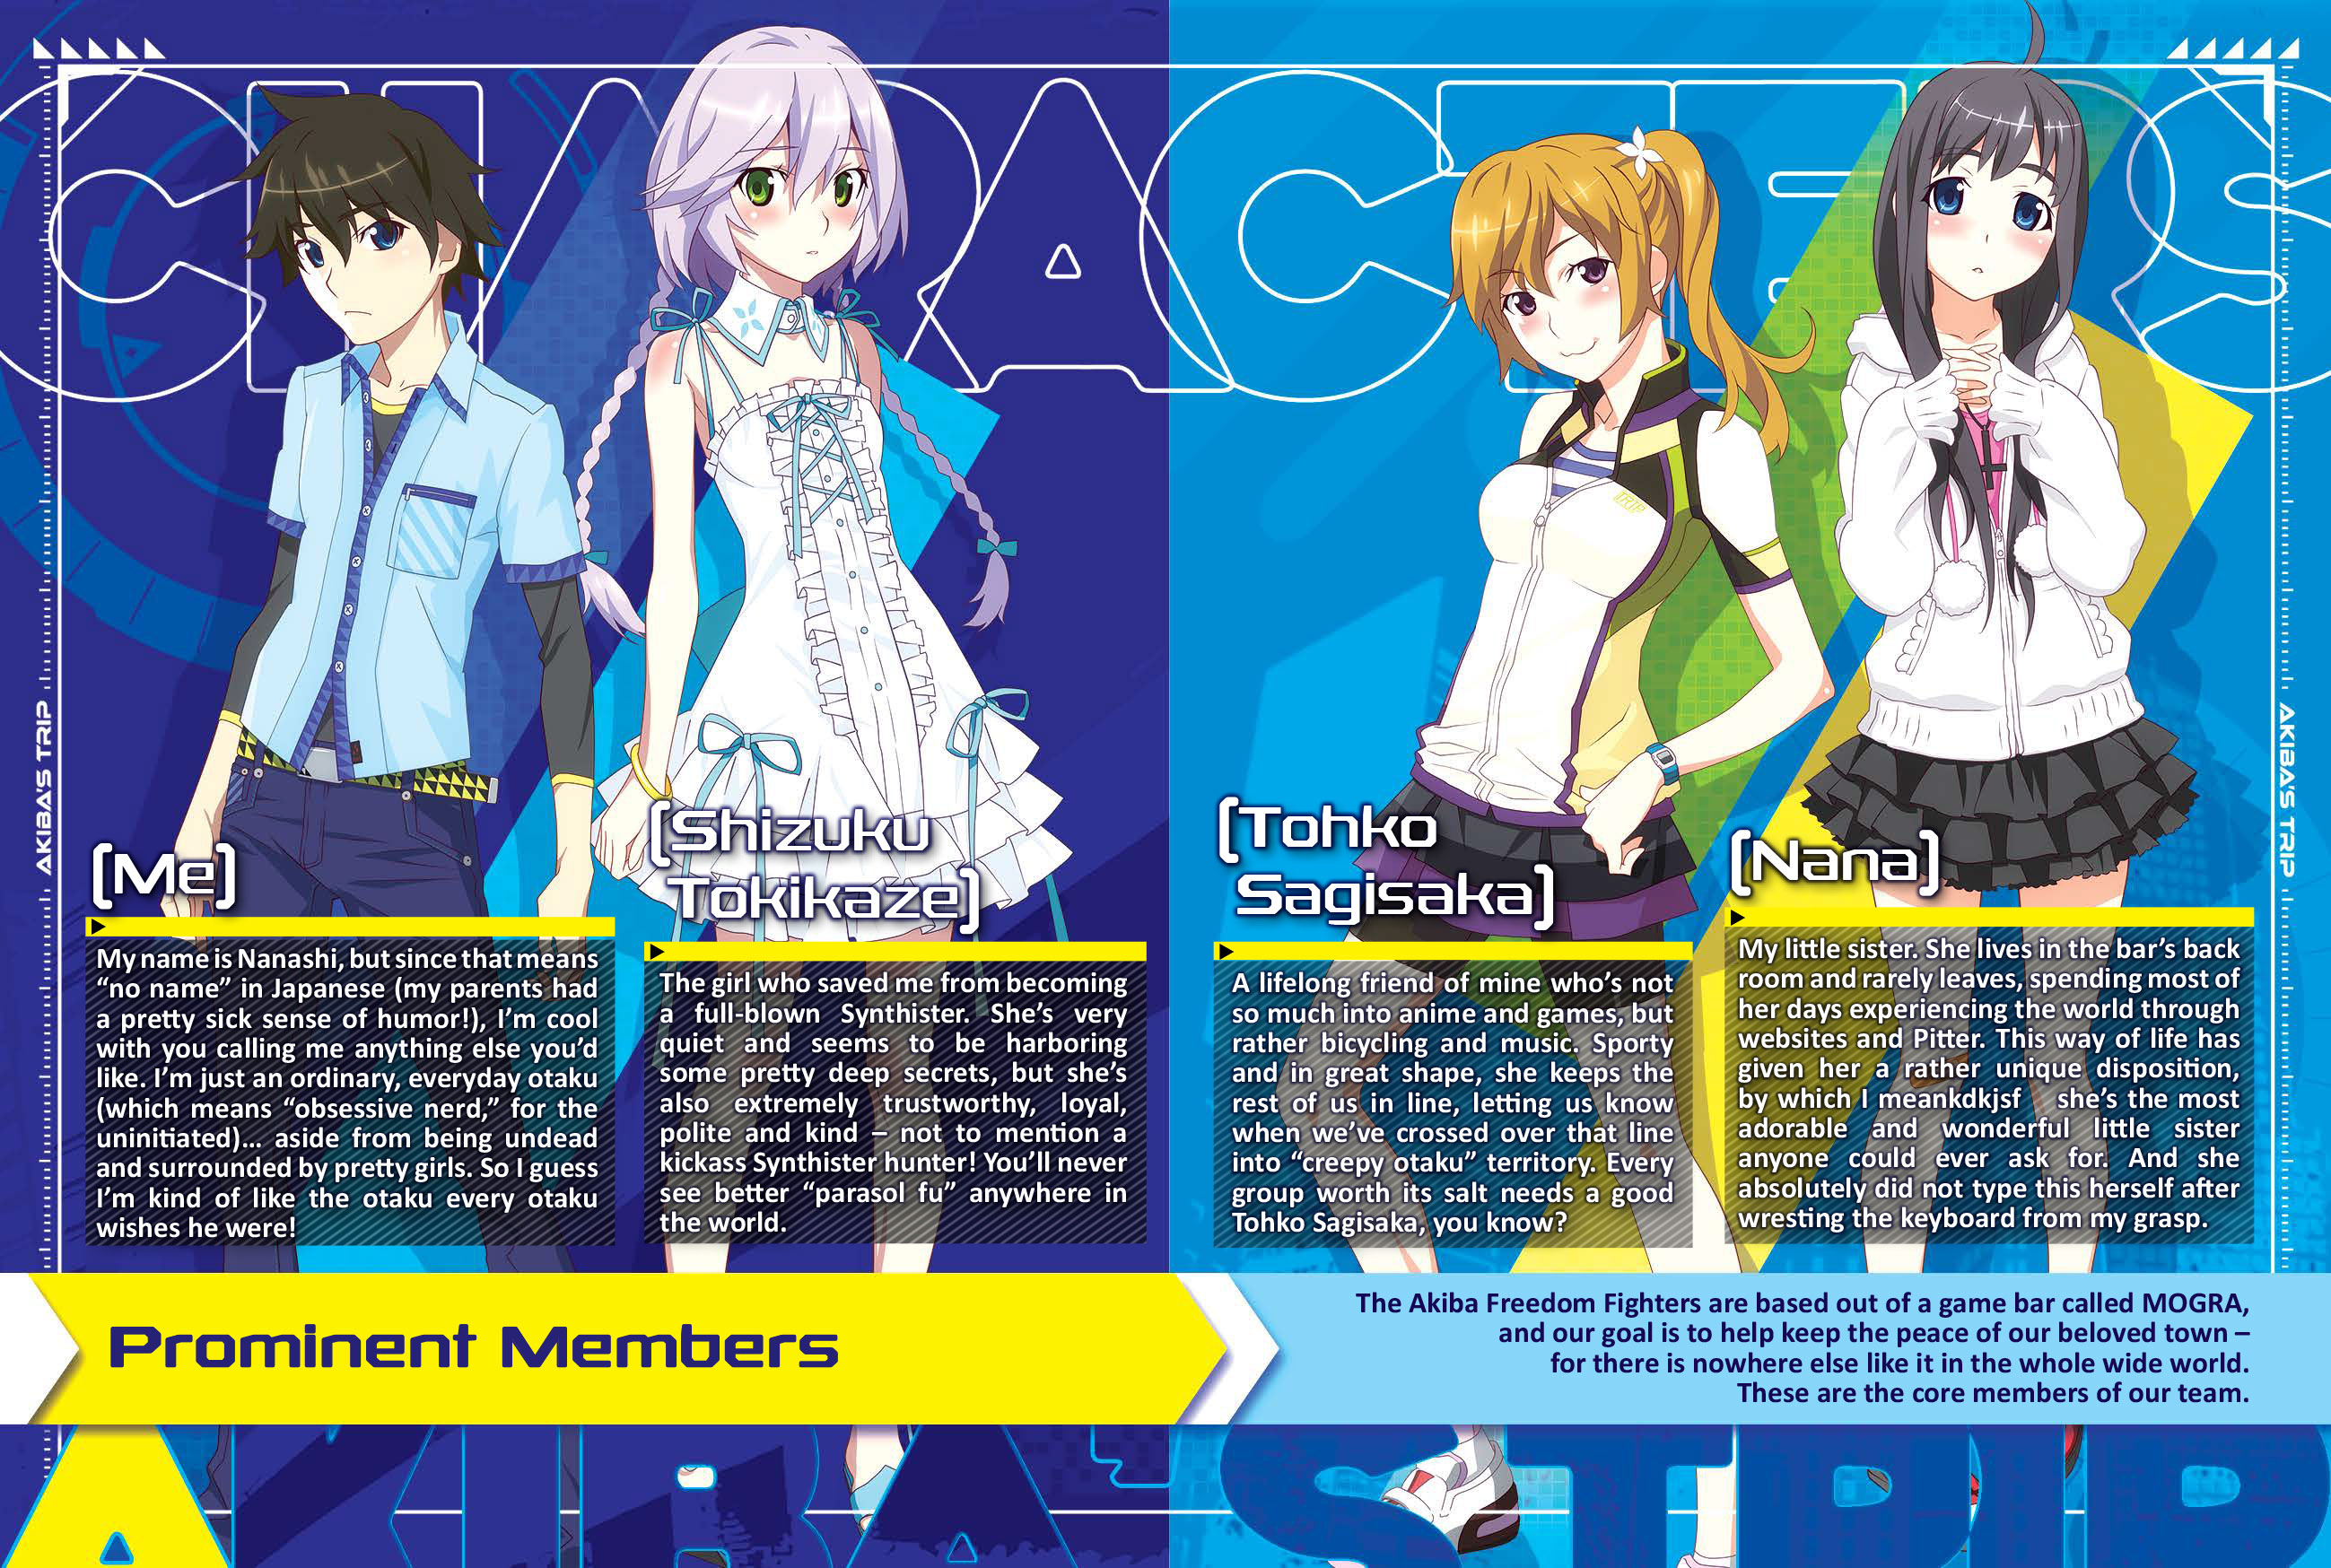 CHARACTERS
AKIBA'S TRIP
[Me]
My name is Nanashi, but since that means
“no name” in Japanese (my parents had
a pretty sick sense of humor!), I’m cool
with you calling me anything else you’d
like. I’m just an ordinary, everyday otaku
(which means “obsessive nerd,” for the
uninitiated)... aside from being undead
and surrounded by pretty girls. So I guess
I’m kind of like the otaku every otaku
wishes he were!
[Shizuku
Tokikaze]
The girl who saved me from becoming
a full-blown Synthister. She’s very
quiet and seems to be harboring
some pretty deep secrets, but she’s
also extremely trustworthy, loyal,
polite and kind – not to mention a
kickass Synthister hunter! You’ll never
see better “parasol fu” anywhere in
the world.
TRIP
[Tohko
Sagisaka]
A lifelong friend of mine who’s not
so much into anime and games, but
rather bicycling and music. Sporty
and in great shape, she keeps the
rest of us in line, letting us know
when we’ve crossed over that line
into “creepy otaku” territory. Every
group worth its salt needs a good
Tohko Sagisaka, you know?
[Nana]
My little sister. She lives in the bar’s back
room and rarely leaves, spending most of
her days experiencing the world through
websites and Pitter. This way of life has
given her a rather unique disposition,
by which I meankdkjsf she’s the most
adorable and wonderful little sister
anyone could ever ask for. And she
absolutely did not type this herself after
wresting the keyboard from my grasp.
AKIBA'S TRIP
Prominent Members
The Akiba Freedom Fighters are based out of a game bar called MOGRA,
and our goal is to help keep the peace of our beloved town –
for there is nowhere else like it in the whole wide world.
These are the core members of our team.
AKIBA'S TRIP